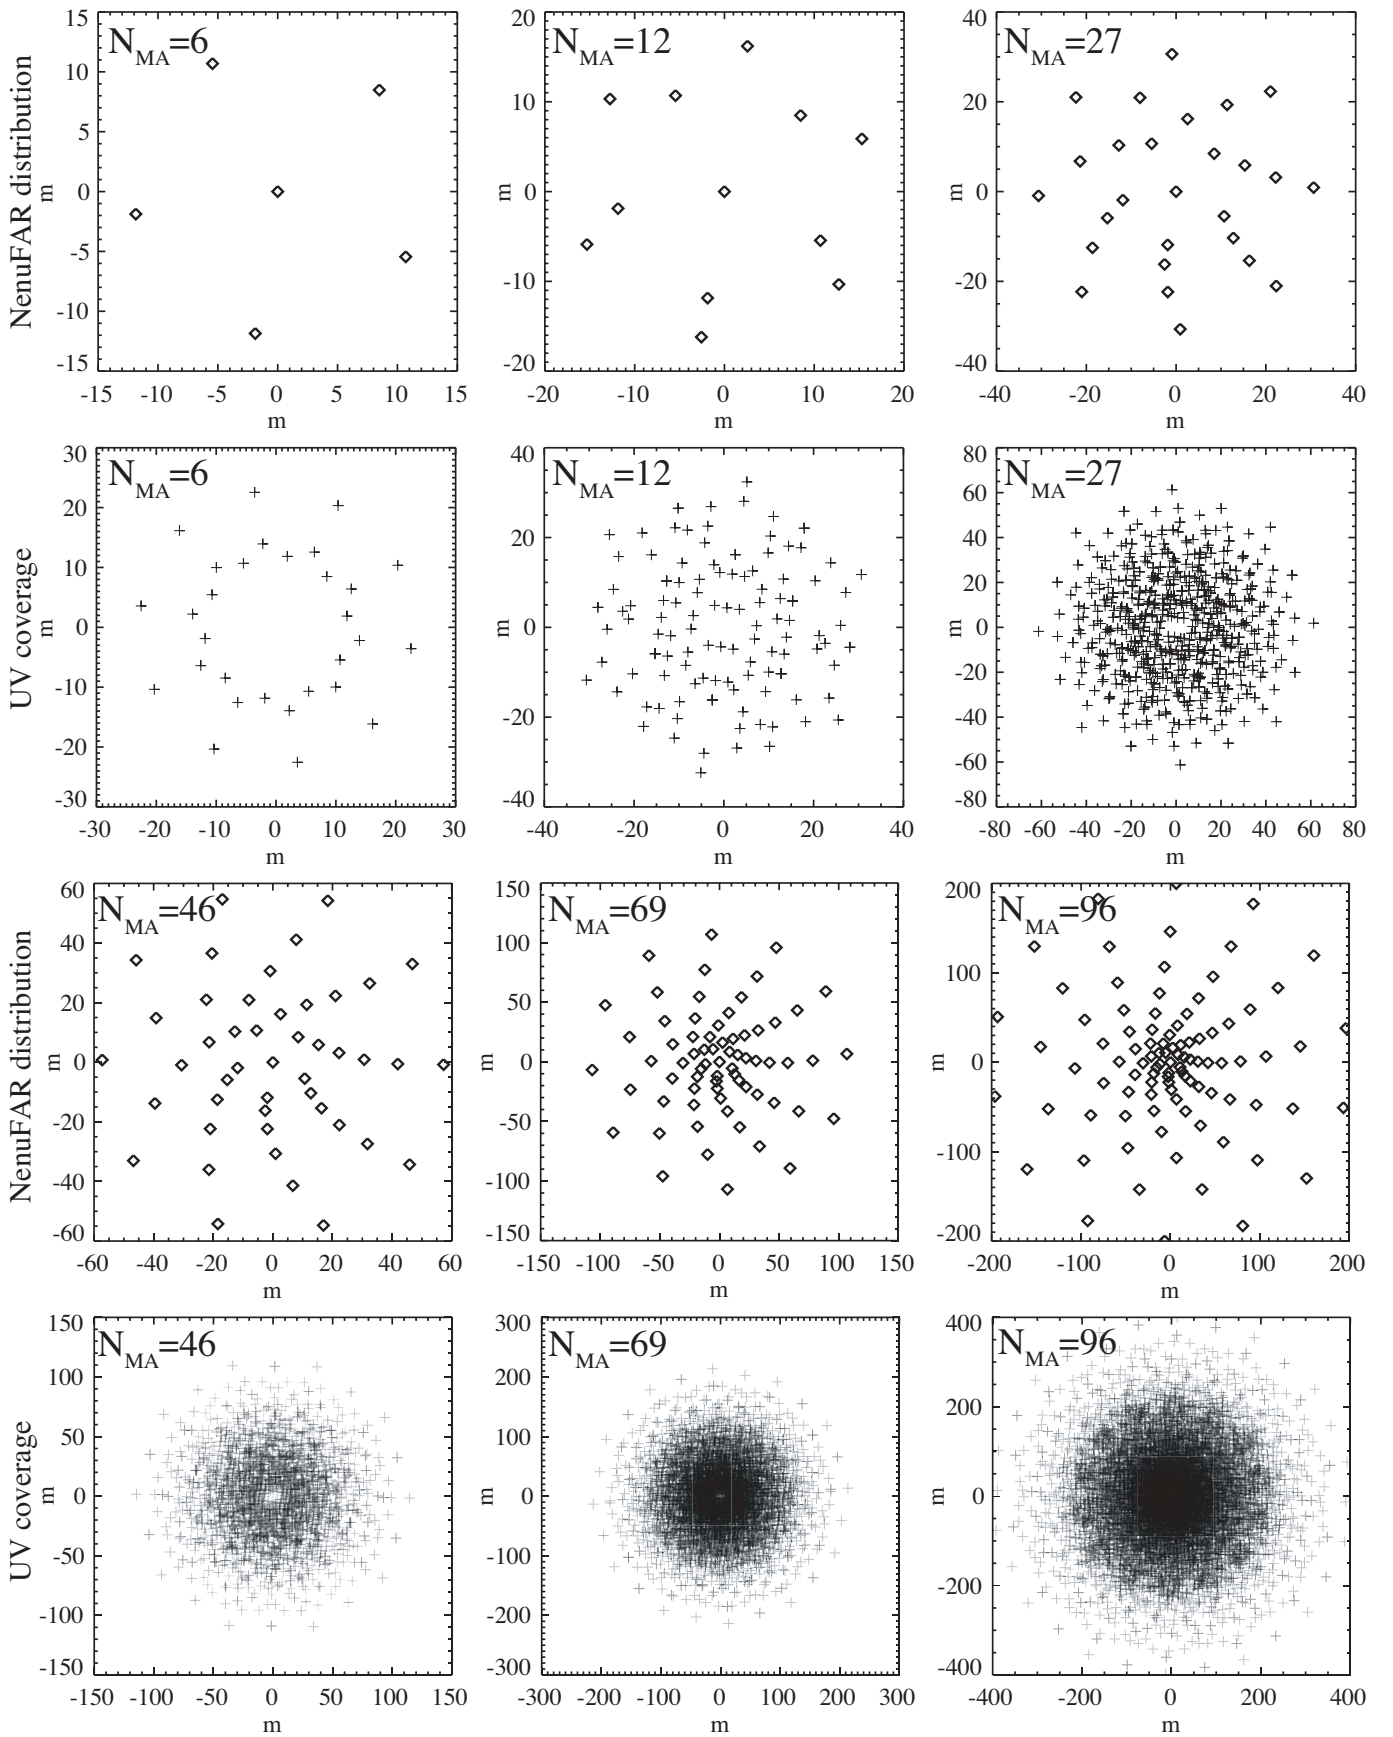 NenuFAR distribution
N_MA=6
15
10
5
0
-5
-10
-15
m
-15 -10 -5 0 5 10 15
m
N_MA=12
20
10
0
-10
-20
m
-20 -10 0 10 20
m
N_MA=27
40
20
0
-20
-40
m
-40 -20 0 20 40
m
UV coverage
N_MA=6
30
20
10
0
-10
-20
-30
m
-30 -20 -10 0 10 20 30
m
N_MA=12
40
20
0
-20
-40
m
-40 -20 0 20 40
m
N_MA=27
80
60
40
20
0
-20
-40
-60
-80
m
-80 -60 -40 -20 0 20 40 60 80
m
NenuFAR distribution
N_MA=46
60
40
20
0
-20
-40
-60
m
-60 -40 -20 0 20 40 60
m
N_MA=69
150
100
50
0
-50
-100
-150
m
-150 -100 -50 0 50 100 150
m
N_MA=96
200
100
0
-100
-200
m
-200 -100 0 100 200
m
UV coverage
N_MA=46
150
100
50
0
-50
-100
-150
m
-150 -100 -50 0 50 100 150
m
N_MA=69
300
200
100
0
-100
-200
-300
m
-300 -200 -100 0 100 200 300
m
N_MA=96
400
200
0
-200
-400
m
-400 -200 0 200 400
m